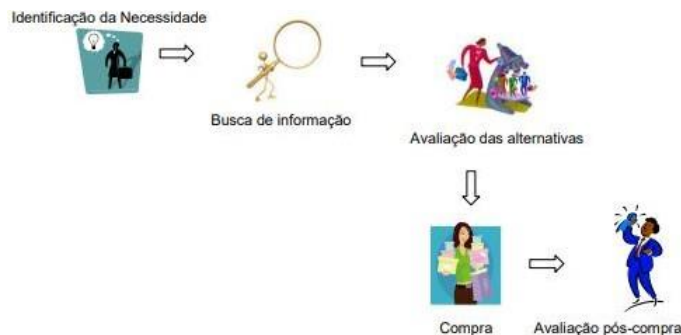 Identificação da Necessidade
Busca de informação
Avaliação das alternativas
Compra
Avaliação pós-compra